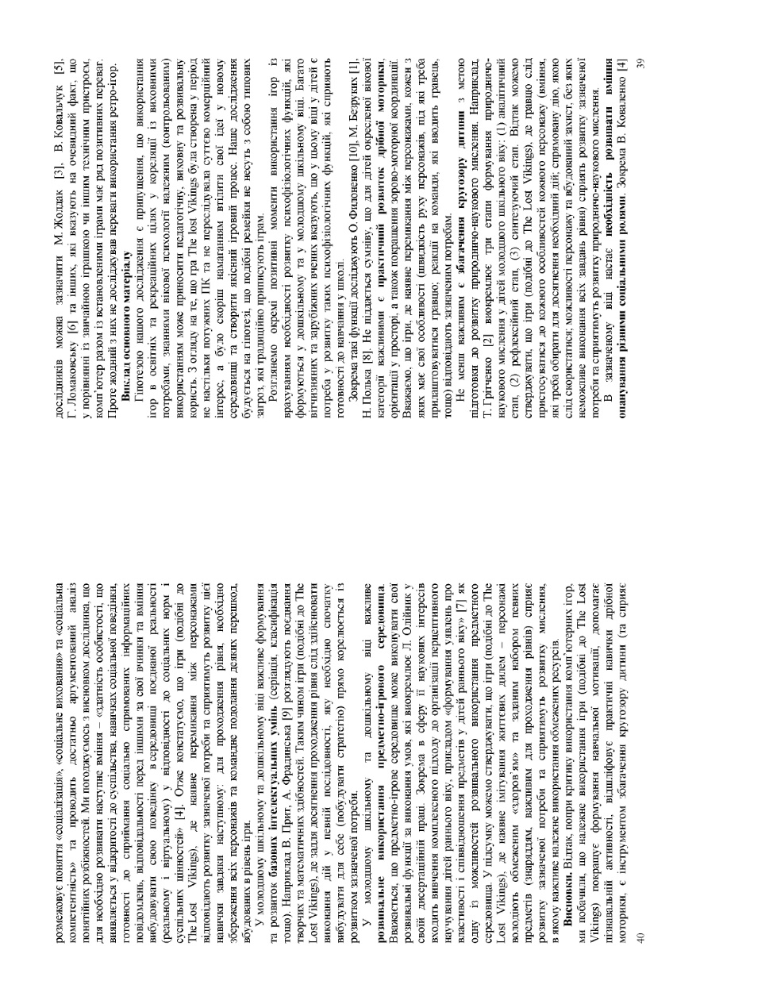 дослідників можна зазначити М. Жолдак [3], В. Ковальчук [5],
Г. Ломаковську [6] та інших, які вказують на очевидний факт, що
у порівнянні із звичайною іграшкою чи іншим технічним пристроєм,
комп'ютер разом із встановленими іграми має ряд позитивних переваг.
Проте жодний з них не досліджував переваги використання ретро-ігор.
Виклад основного матеріалу
Гіпотезою нашого дослідження є припущення, що використання
ігор в освітніх та рекреаційних цілях у кореляції із виховними
потребами, знаннями вікової психології належним (контрольованим)
використанням може приносити педагогічну, виховну та розвивальну
користь. З огляду на те, що гра The lost Vikings була створена у період
не настільки потужних ПК та не переслідувала суттєво комерційний
інтерес, а було скоріш намаганням втілити свої ідеї у новому
середовищі та створити якісний ігровий процес. Наше дослідження
будується на гіпотезі, що подібні ремейки не несуть з собою типових
загроз, які традиційно приписують іграм.
Розглянемо окремі позитивні моменти використання ігор із
врахуванням необхідності розвитку психофізіологічних функцій, які
формуються у дошкільному та у молодшому шкільному віці. Багато
вітчизняних та зарубіжних вчених вказують, що у цьому віці у дітей є
потреба у розвитку таких психофізіологічних функцій, які сприяють
готовності до навчання у школі.
Зокрема такі функції досліджують О. Филоненко [10], М. Безруких [1],
Н. Полька [8]. Не піддається сумніву, що для дітей окресленої вікової
категорії важливими є практичний розвиток дрібної моторики,
орієнтації у просторі, а також покращення зорово-моторної координації.
Вважаємо, що ігри, де наявне перемикання між персонажами, кожен з
яких має свої особливості (швидкість руху персонажів, під які треба
прилаштовуватися гравцю; реакції на команди, які вводить гравець,
тощо) відповідають зазначеним потребам.
Не менш важливим є збагачення кругозору дитини з метою
підготовки до розвитку природничо-наукового мислення. Наприклад,
Т. Грітченко [2] виокремлює три етапи формування природничо-
наукового мислення у дітей молодшого шкільного віку: (1) аналітичний
етап, (2) рефлексійний етап, (3) синтезуючий етап. Відтак можемо
стверджувати, що ігри (подібні до The Lost Vikings), де гравцю слід
пристосуватися до кожного особливостей кожного персонажу (вміння,
які треба обирати для досягнення необхідний дій; спрямовану дію, якою
слід скористатися; можливості персонажу та вбудований захист, без яких
неможливе виконання всіх завдань рівня) сприять розвитку зазначеної
потреби та сприятимуть розвитку природничо-наукового мислення.
В зазначеному віці настає необхідність розвивати вміння
опанування різними соціальними ролями. Зокрема В. Коваленко [4]
39
розмежовує поняття «соціалізація», «соціальне виховання» та «соціальна
компетентність» та проводить достатньо аргументований аналіз
понятійних розбіжностей. Ми погоджуємось з висновком дослідника, що
для необхідно розвивати наступне вміння – «здатність особистості, що
виявляється у відкритості до суспільства, навичках соціальної поведінки,
готовності до сприймання соціально спрямованих інформаційних
повідомлень, відповідальності перед іншими за свої вчинки та вміння
вибудовувати свою поведінку в середовищі поєднаної реальності
(реальному і віртуальному) у відповідності до соціальних норм і
суспільних цінностей» [4]. Отже констатуємо, що ігри (подібні до
The Lost Vikings), де наявне перемикання між персонажами
відповідають розвитку зазначеної потреби та сприятимуть розвитку цієї
навички завдяки наступному: для проходження рівня, необхідно
збереження всіх персонажів та командне подолання деяких перешкод,
вбудованих в рівень ігри.
У молодшому шкільному та дошкільному віці важливе формування
та розвиток базових інтелектуальних умінь (серіація, класифікація
тощо). Наприклад В. Прит, А. Фрадинська [9] розглядають поєднання
творчих та математичних здібностей. Таким чином ігри (подібні до The
Lost Vikings), де задля досягнення проходження рівня слід здійснювати
виконання дій у певній послідовності, яку необхідно спочатку
вибудувати для себе (побудувати стратегію) прямо корелюється із
розвитком зазначеної потреби.
У молодшому шкільному та дошкільному віці важливе
розвивальне використання предметно-ігрового середовища.
Вважається, що предметно-ігрове середовище може виконувати свої
розвивальні функції за виконання умов, які виокремлює Л. Олійник у
своїй дисертаційній праці. Зокрема в сферу її наукових інтересів
входить вивчення комплексного підходу до організації перцептивного
научування дітей раннього віку, прикладом «формування уявлень про
властивості і співвідношення предметів у дітей раннього віку» [7] як
одну із можливостей розвивального використання предметного
середовища. У підсумку можемо стверджувати, що ігри (подібні до The
Lost Vikings), де наявне імітування життєвих дилем – персонажі
володіють обмеженим «здоров'ям» та заданим набором певних
предметів (знаряддям, важливим для проходження рівнів) сприяє
розвитку зазначеної потреби та сприятимуть розвитку мислення,
в якому важливе належне використання обмежених ресурсів.
Висновки. Відтак, попри критику використання комп'ютерних ігор,
ми побачили, що належне використання ігри (подібні до The Lost
Vikings) покращує формування навчальної мотивації, допомагає
пізнавальній активності, відшліфовує практичні навички дрібної
моторики, є інструментом збагачення кругозору дитини (та сприяє
40